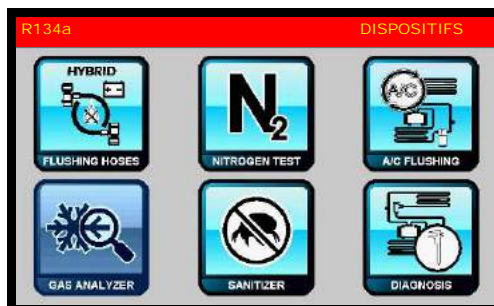 R134a DISPOSITIFS
HYBRID
FLUSHING HOSES
N2
NITROGEN TEST
A/C
A/C FLUSHING
GAS ANALYZER
SANITIZER
DIAGNOSIS